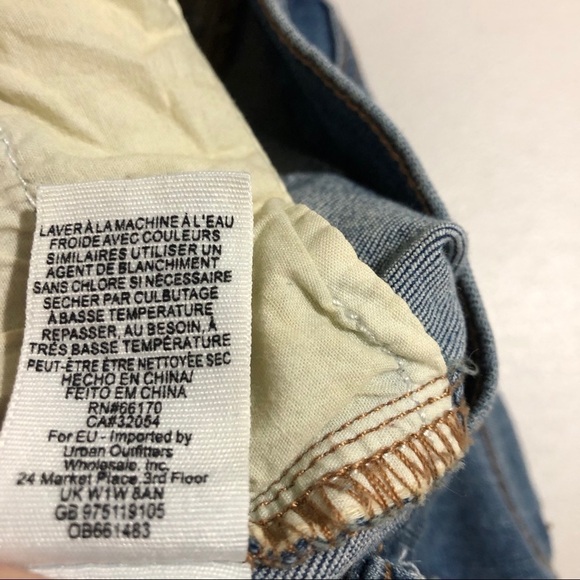 LAVER À LA MACHINE À L'EAU
FROIDE AVEC COULEURS
SIMILAIRES UTILISER UN
AGENT DE BLANCHIMENT
SANS CHLORE SI NÉCESSAIRE
SECHER PAR CULBUTAGE
À BASSE TEMPERATURE
REPASSER, AU BESOIN, À
TRÈS BASSE TEMPÉRATURE
PEUT-ÊTRE ÊTRE NETTOYÉE SEC
HECHO EN CHINA/
FEITO EM CHINA
RN#66170
CA#32054
For EU - Imported by
Urban Outfitters
Wholesale, Inc.
24 Market Place, 3rd Floor
UK W1W 8AN
GB 975119105
OB661483